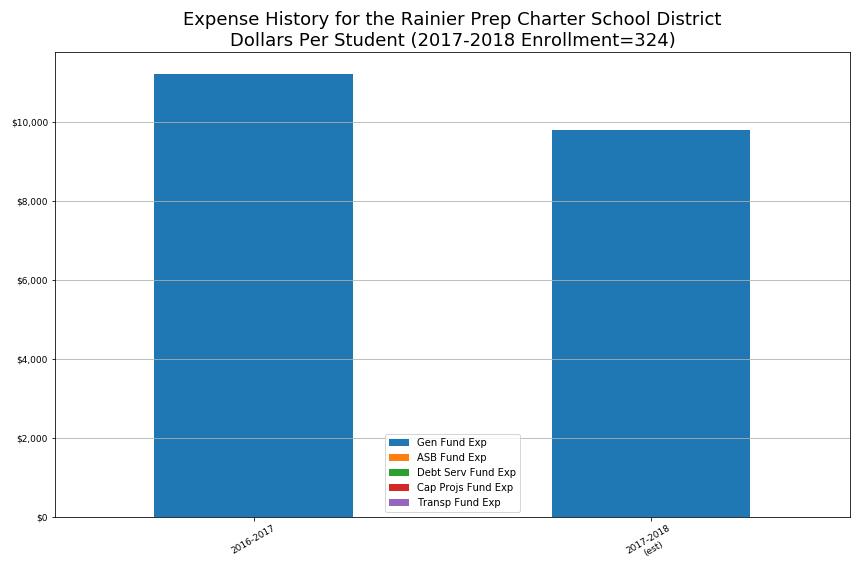 Expense History for the Rainier Prep Charter School District
Dollars Per Student (2017-2018 Enrollment=324)
$10,000
$8,000
$6,000
$4,000
$2,000
$0
Gen Fund Exp
ASB Fund Exp
Debt Serv Fund Exp
Cap Projs Fund Exp
Transp Fund Exp
2016-2017
2017-2018
(est)